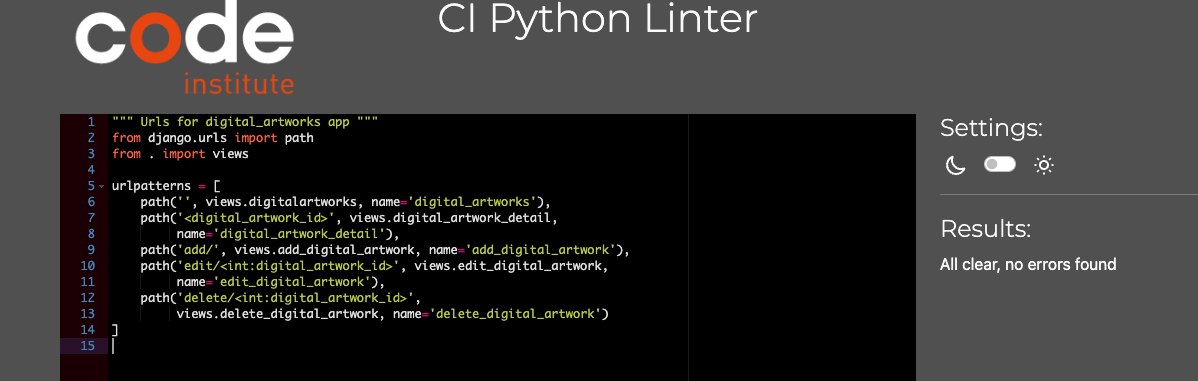 code
institute
CI Python Linter
1 """ Urls for digital_artworks app """
2 from django.urls import path
3 from . import views
4
5 urlpatterns = [
6     path('', views.digitalartworks, name='digital_artworks'),
7     path('<digital_artwork_id>', views.digital_artwork_detail,
8          name='digital_artwork_detail'),
9     path('add/', views.add_digital_artwork, name='add_digital_artwork'),
10     path('edit/<int:digital_artwork_id>', views.edit_digital_artwork,
11          name='edit_digital_artwork'),
12     path('delete/<int:digital_artwork_id>',
13          views.delete_digital_artwork, name='delete_digital_artwork')
14 ]
15
Settings:
Results:
All clear, no errors found